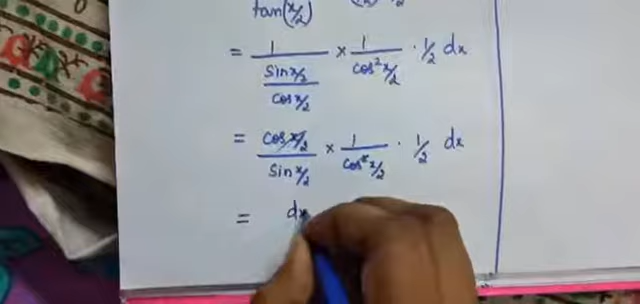 tan(x/2)
= 1/((sin x/2)/(cos x/2)) × 1/(cos² x/2) · 1/2 dx
= (cos x/2)/(sin x/2) × 1/(cos² x/2) · 1/2 dx
= dx